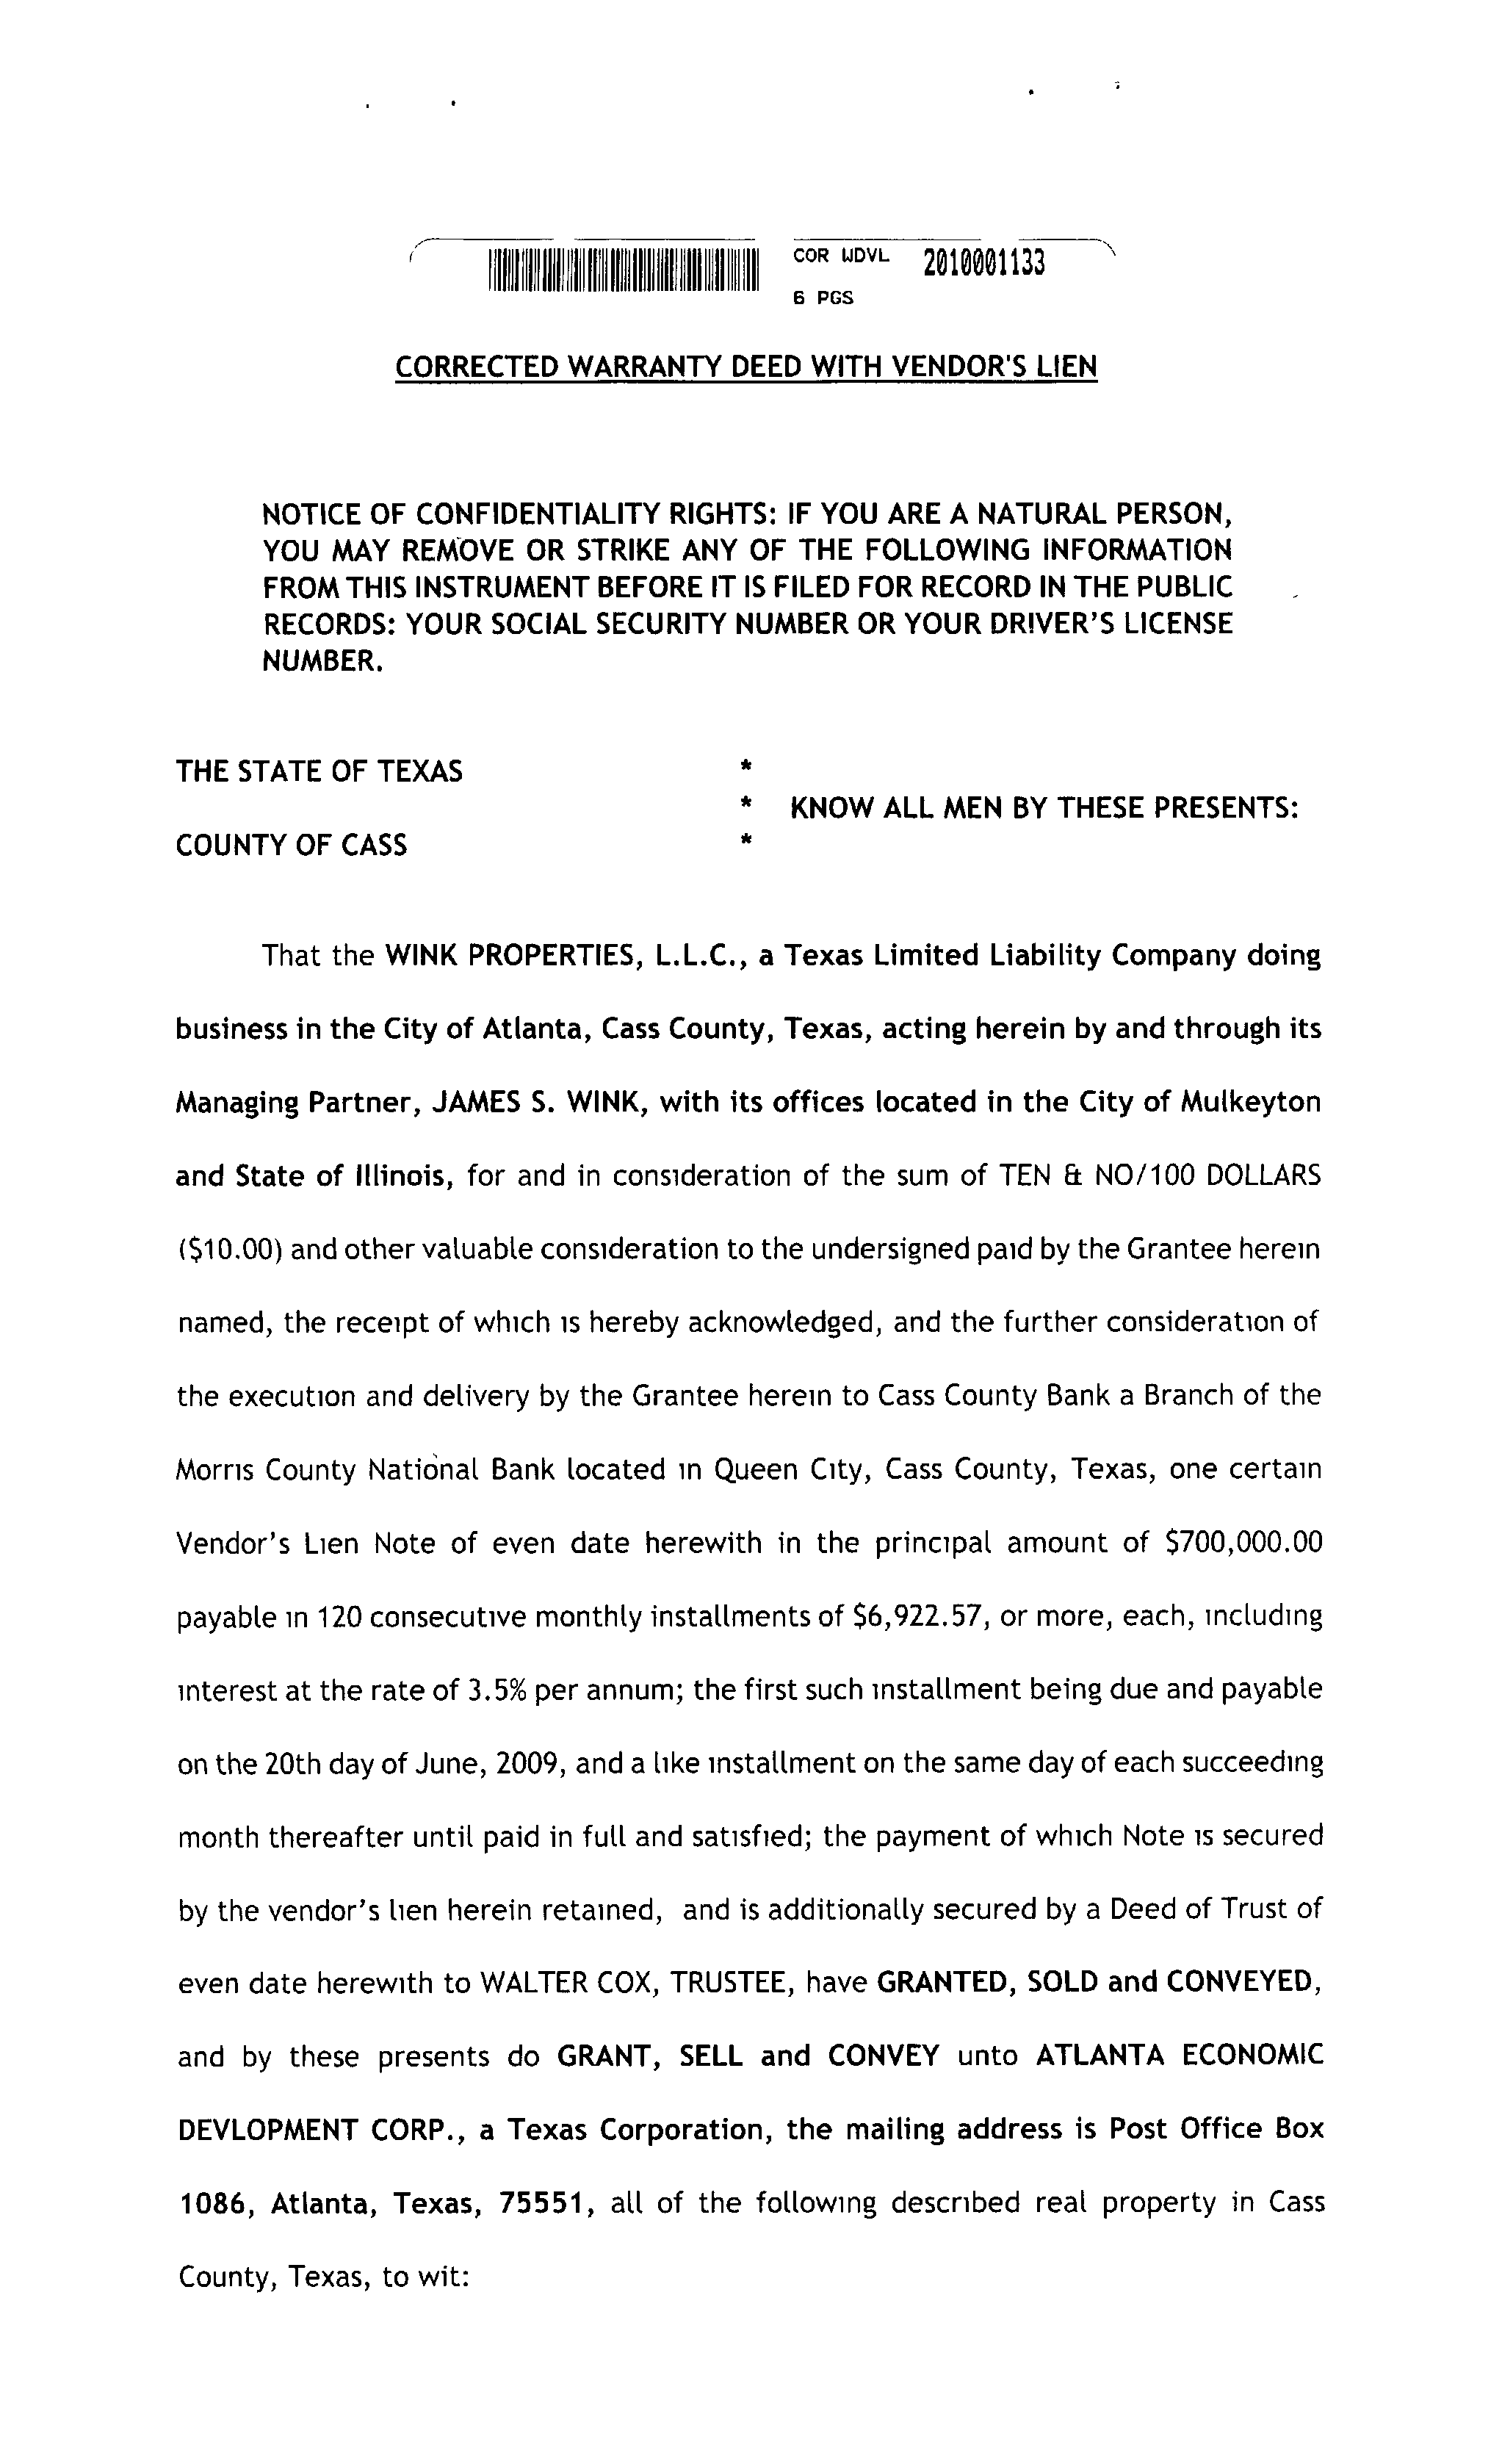 COR WDVL 2010001133
6 PGS
CORRECTED WARRANTY DEED WITH VENDOR'S LIEN
NOTICE OF CONFIDENTIALITY RIGHTS: IF YOU ARE A NATURAL PERSON,
YOU MAY REMOVE OR STRIKE ANY OF THE FOLLOWING INFORMATION
FROM THIS INSTRUMENT BEFORE IT IS FILED FOR RECORD IN THE PUBLIC
RECORDS: YOUR SOCIAL SECURITY NUMBER OR YOUR DRIVER'S LICENSE
NUMBER.
THE STATE OF TEXAS *
* KNOW ALL MEN BY THESE PRESENTS:
COUNTY OF CASS *
That the WINK PROPERTIES, L.L.C., a Texas Limited Liability Company doing
business in the City of Atlanta, Cass County, Texas, acting herein by and through its
Managing Partner, JAMES S. WINK, with its offices located in the City of Mulkeyton
and State of Illinois, for and in consideration of the sum of TEN & NO/100 DOLLARS
($10.00) and other valuable consideration to the undersigned paid by the Grantee herein
named, the receipt of which is hereby acknowledged, and the further consideration of
the execution and delivery by the Grantee herein to Cass County Bank a Branch of the
Morris County National Bank located in Queen City, Cass County, Texas, one certain
Vendor's Lien Note of even date herewith in the principal amount of $700,000.00
payable in 120 consecutive monthly installments of $6,922.57, or more, each, including
interest at the rate of 3.5% per annum; the first such installment being due and payable
on the 20th day of June, 2009, and a like installment on the same day of each succeeding
month thereafter until paid in full and satisfied; the payment of which Note is secured
by the vendor's lien herein retained, and is additionally secured by a Deed of Trust of
even date herewith to WALTER COX, TRUSTEE, have GRANTED, SOLD and CONVEYED,
and by these presents do GRANT, SELL and CONVEY unto ATLANTA ECONOMIC
DEVLOPMENT CORP., a Texas Corporation, the mailing address is Post Office Box
1086, Atlanta, Texas, 75551, all of the following described real property in Cass
County, Texas, to wit: